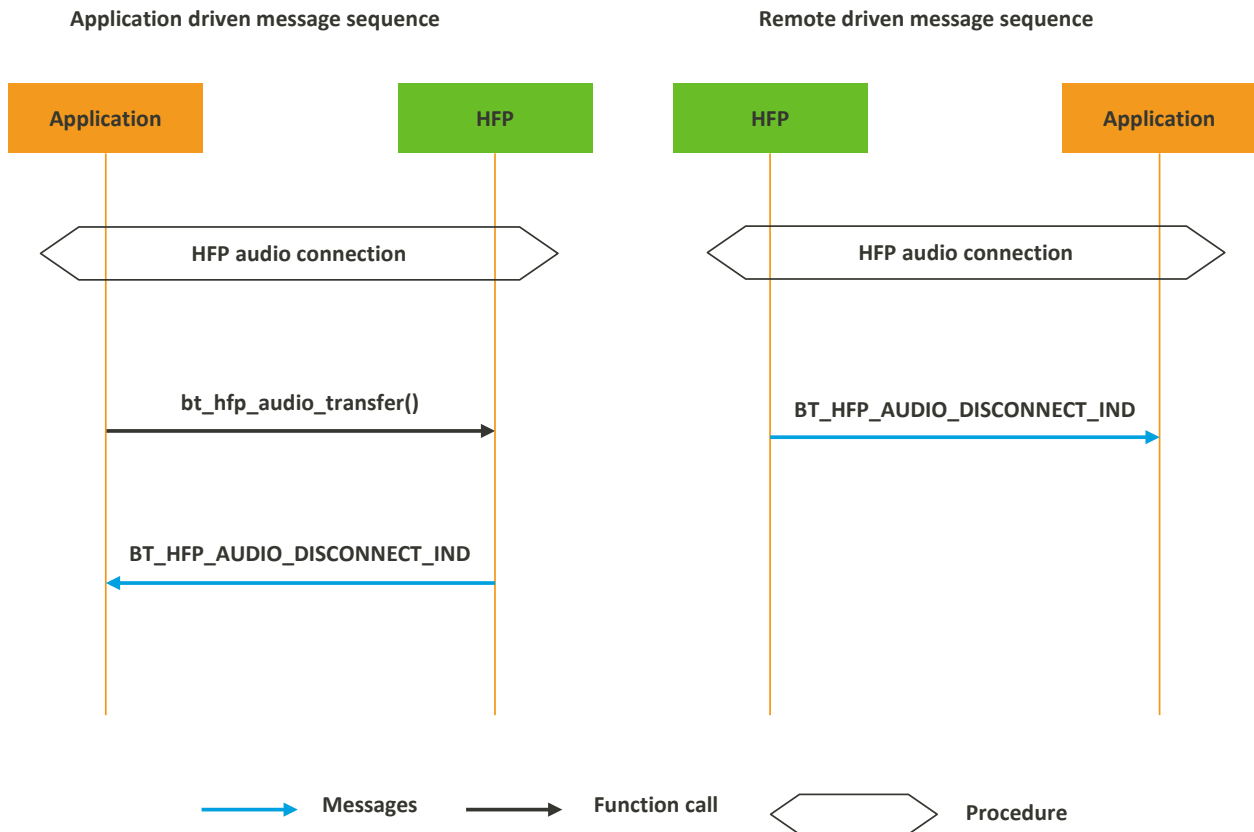 Application driven message sequence
Remote driven message sequence
Application
HFP
HFP
Application
HFP audio connection
HFP audio connection
bt_hfp_audio_transfer()
BT_HFP_AUDIO_DISCONNECT_IND
BT_HFP_AUDIO_DISCONNECT_IND
Messages
Function call
Procedure